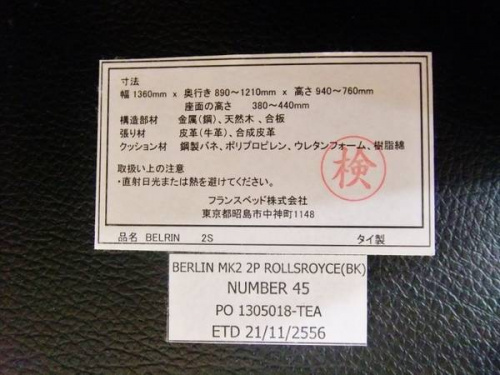 寸法
幅 1360mm x 奥行き 890～1210mm x 高さ 940～760mm
座面の高さ 380～440mm
構造部材 金属(鋼)、天然木、合板
張り材 皮革(牛革)、合成皮革
クッション材 鋼製バネ、ポリプロピレン、ウレタンフォーム、樹脂綿
取扱い上の注意
・直射日光または熱を避けてください。
検
フランスベッド株式会社
東京都昭島市中神町1148
品名 BELRIN 2S タイ製
BERLIN MK2 2P ROLLSROYCE(BK)
NUMBER 45
PO 1305018-TEA
ETD 21/11/2556